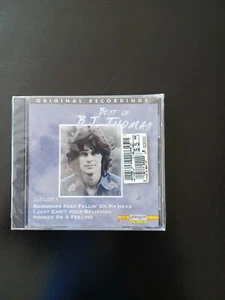 ORIGINAL RECORDINGS
BEST OF
B.J. THOMAS
RAINDROPS KEEP FALLIN' ON MY HEAD
I JUST CAN'T HELP BELIEVING
HOOKED ON A FEELING